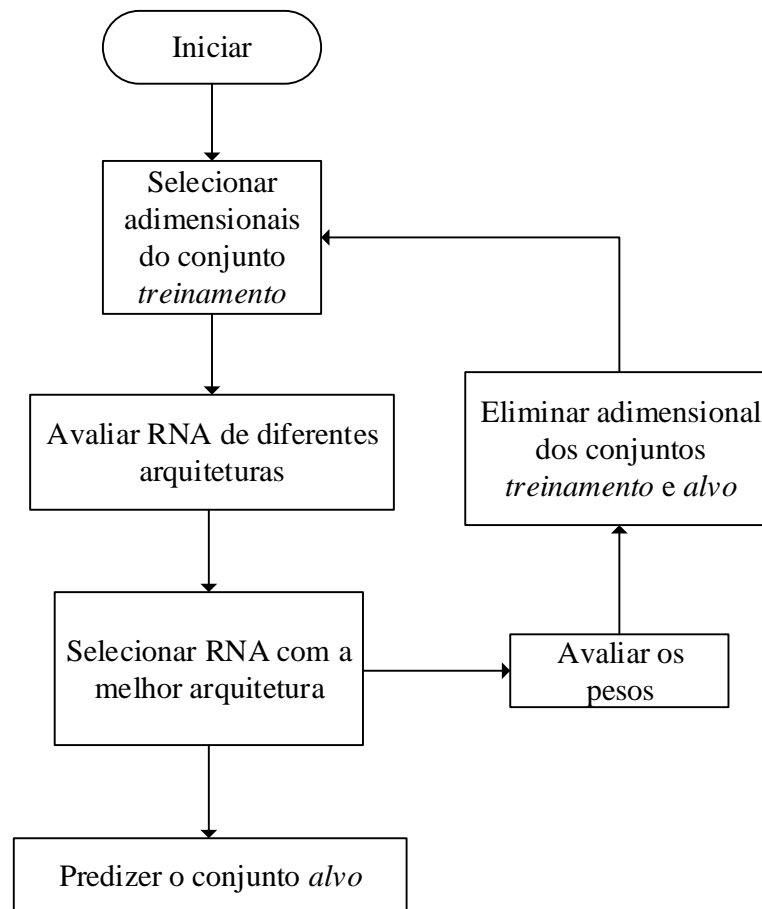 Iniciar
Selecionar
adimensionais
do conjunto
treinamento
Avaliar RNA de diferentes
arquiteturas
Eliminar adimensional
dos conjuntos
treinamento e alvo
Selecionar RNA com a
melhor arquitetura
Avaliar os
pesos
Predizer o conjunto alvo